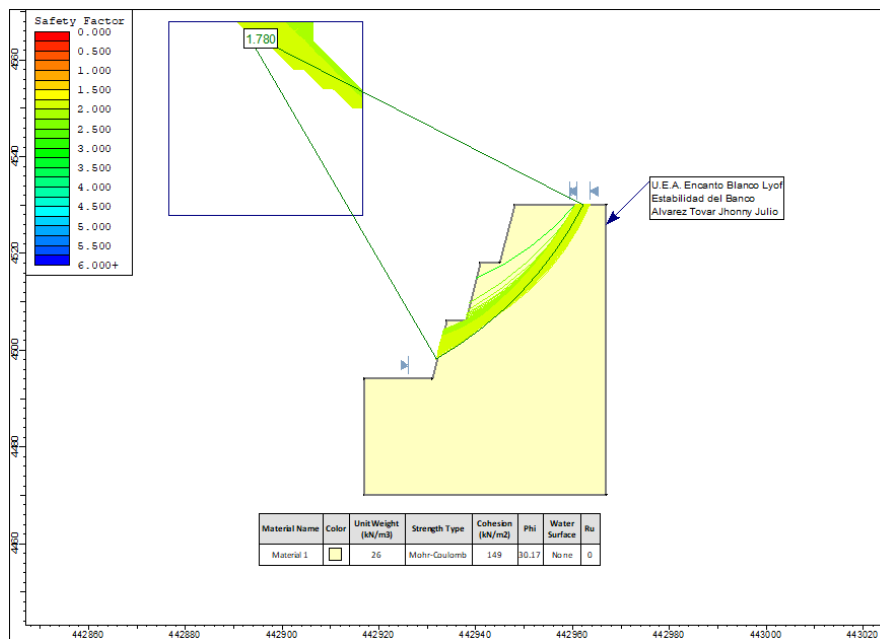 Safety Factor
0.000
0.500
1.000
1.500
2.000
2.500
3.000
3.500
4.000
4.500
5.000
5.500
6.000+
1.780
U.E.A. Encanto Blanco Lyof
Estabilidad del Banco
Alvarez Tovar Jhonny Julio
4560
4540
4520
4500
4480
4460
Material Name Color Unit Weight (kN/m3) Strength Type Cohesion (kN/m2) Phi Water Surface Ru
Material 1 26 Mohr-Coulomb 149 30.17 None 0
442860 442880 442900 442920 442940 442960 442980 443000 443020